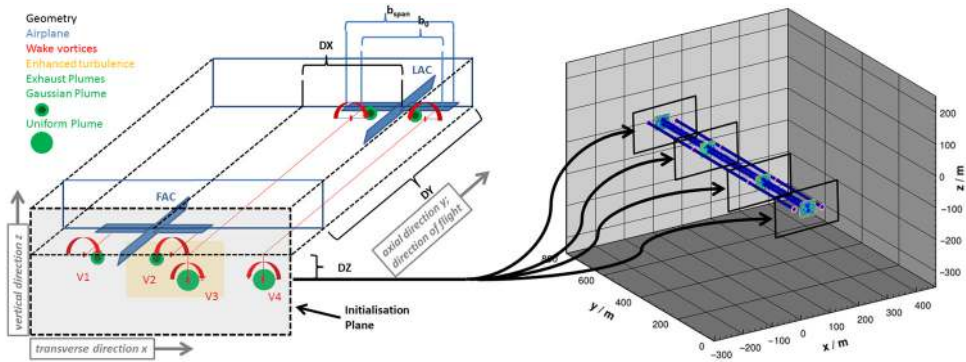 Geometry
Airplane
Wake vortices
Enhanced turbulence
Exhaust Plumes
Gaussian Plume
Uniform Plume
b_span
b_0
DX
LAC
FAC
DY
axial direction y;
direction of flight
vertical direction z
V1
V2
V3
V4
DZ
Initialisation
Plane
transverse direction x
200
100
0
-100
-200
-300
z / m
800
600
400
200
0
y / m
-300
-200
-100
0
100
200
300
400
x / m